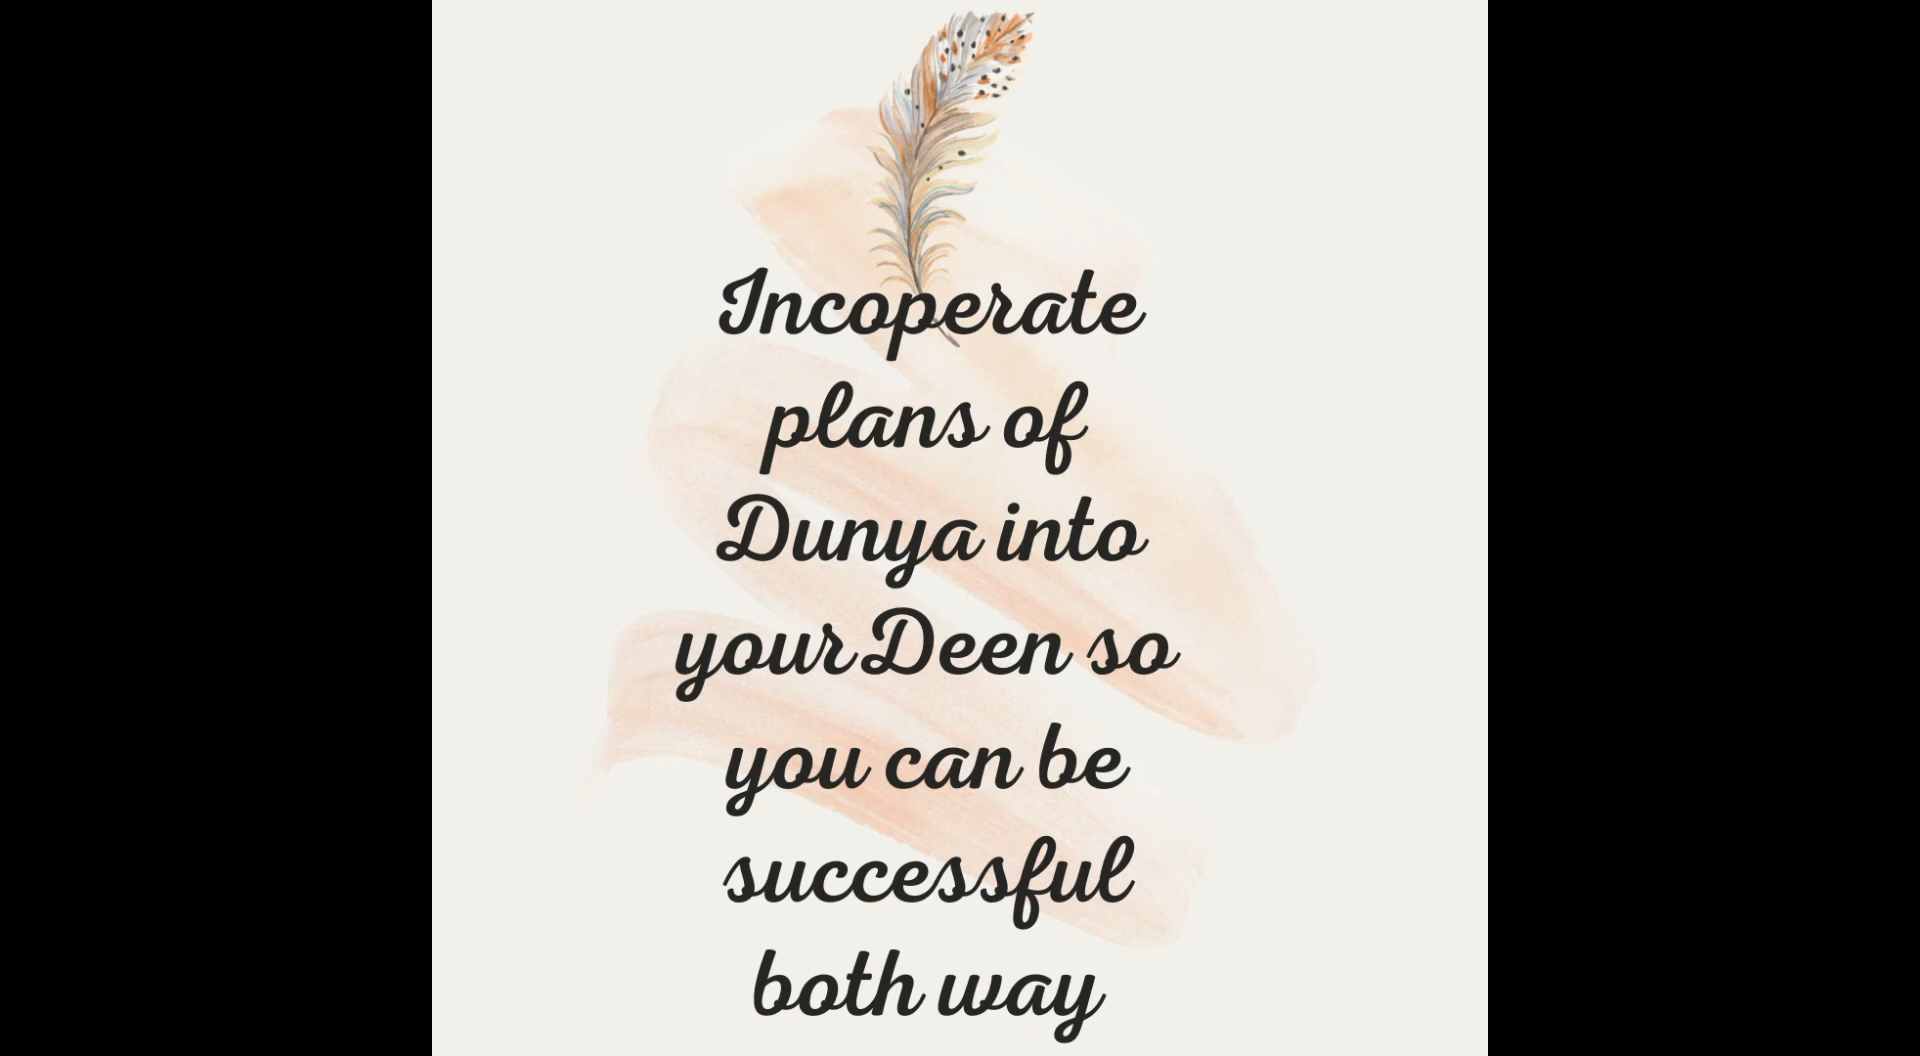 Incoperate
plans of
Dunya into
your Deen so
you can be
successful
both way